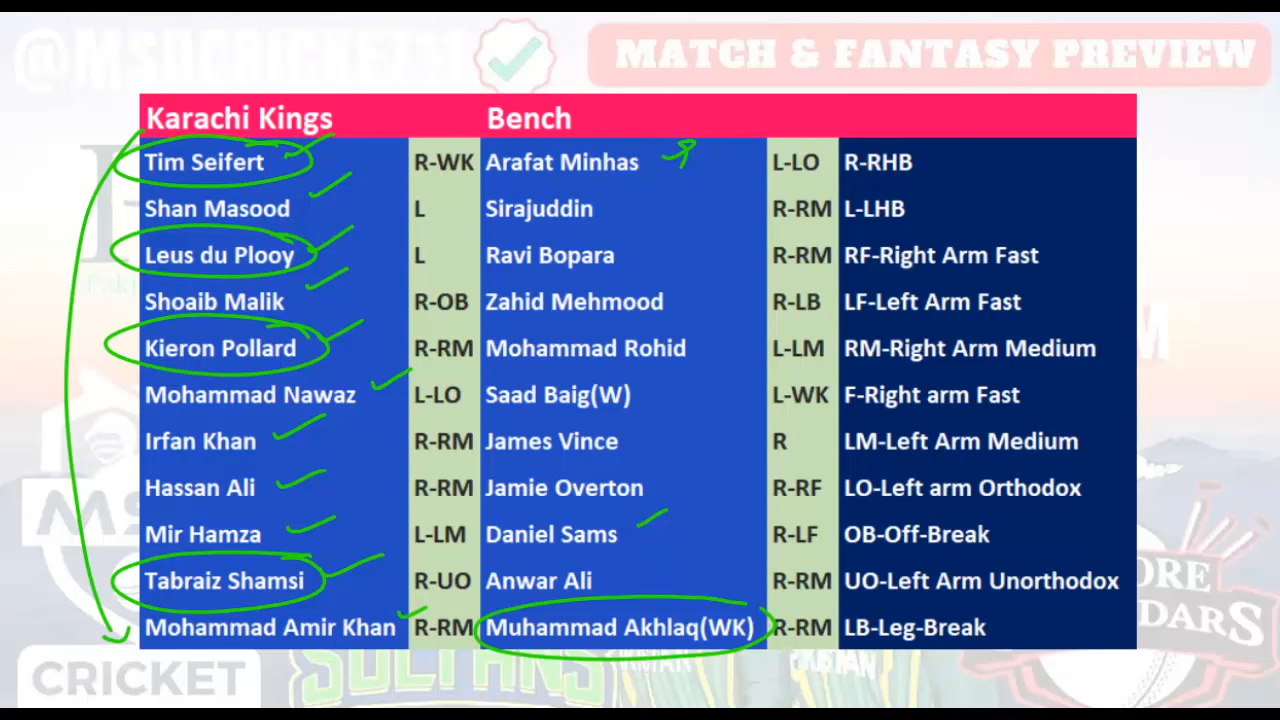 @MSDCRICKET11 MATCH & FANTASY PREVIEW
Karachi Kings Bench
Tim Seifert R-WK Arafat Minhas L-LO R-RHB
Shan Masood L Sirajuddin R-RM L-LHB
Leus du Plooy L Ravi Bopara R-RM RF-Right Arm Fast
Shoaib Malik R-OB Zahid Mehmood R-LB LF-Left Arm Fast
Kieron Pollard R-RM Mohammad Rohid L-LM RM-Right Arm Medium
Mohammad Nawaz L-LO Saad Baig(W) L-WK F-Right arm Fast
Irfan Khan R-RM James Vince R LM-Left Arm Medium
Hassan Ali R-RM Jamie Overton R-RF LO-Left arm Orthodox
Mir Hamza L-LM Daniel Sams R-LF OB-Off-Break
Tabraiz Shamsi R-UO Anwar Ali R-RM UO-Left Arm Unorthodox
Mohammad Amir Khan R-RM Muhammad Akhlaq(WK) R-RM LB-Leg-Break
CRICKET SULTANS